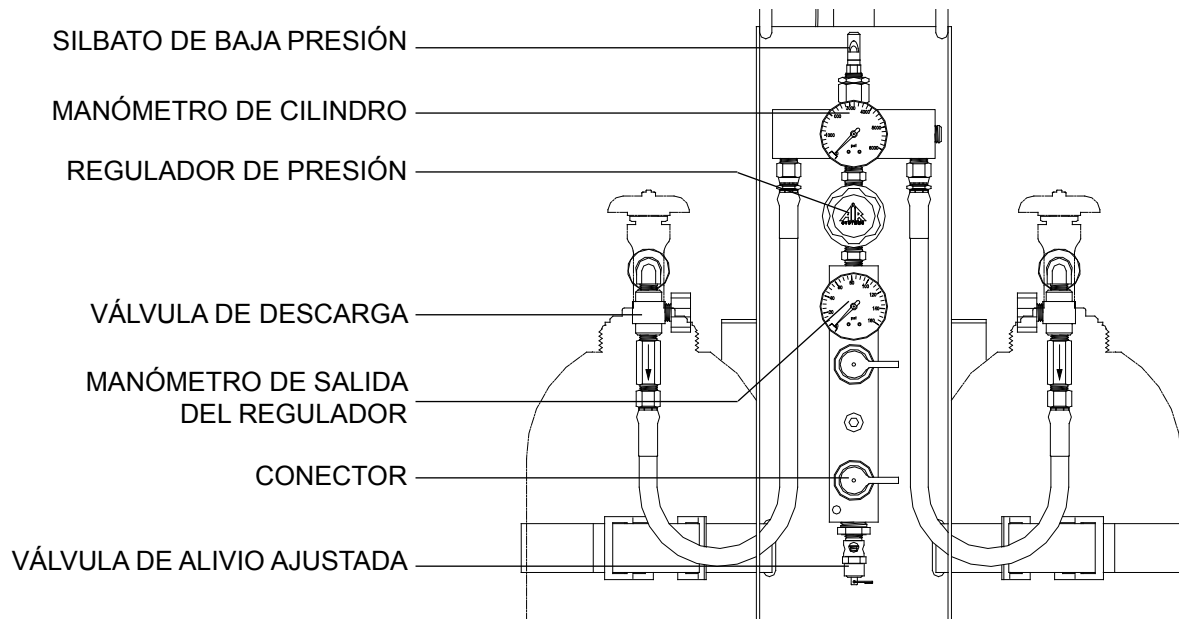 SILBATO DE BAJA PRESIÓN
MANÓMETRO DE CILINDRO
REGULADOR DE PRESIÓN
VÁLVULA DE DESCARGA
MANÓMETRO DE SALIDA
DEL REGULADOR
CONECTOR
VÁLVULA DE ALIVIO AJUSTADA